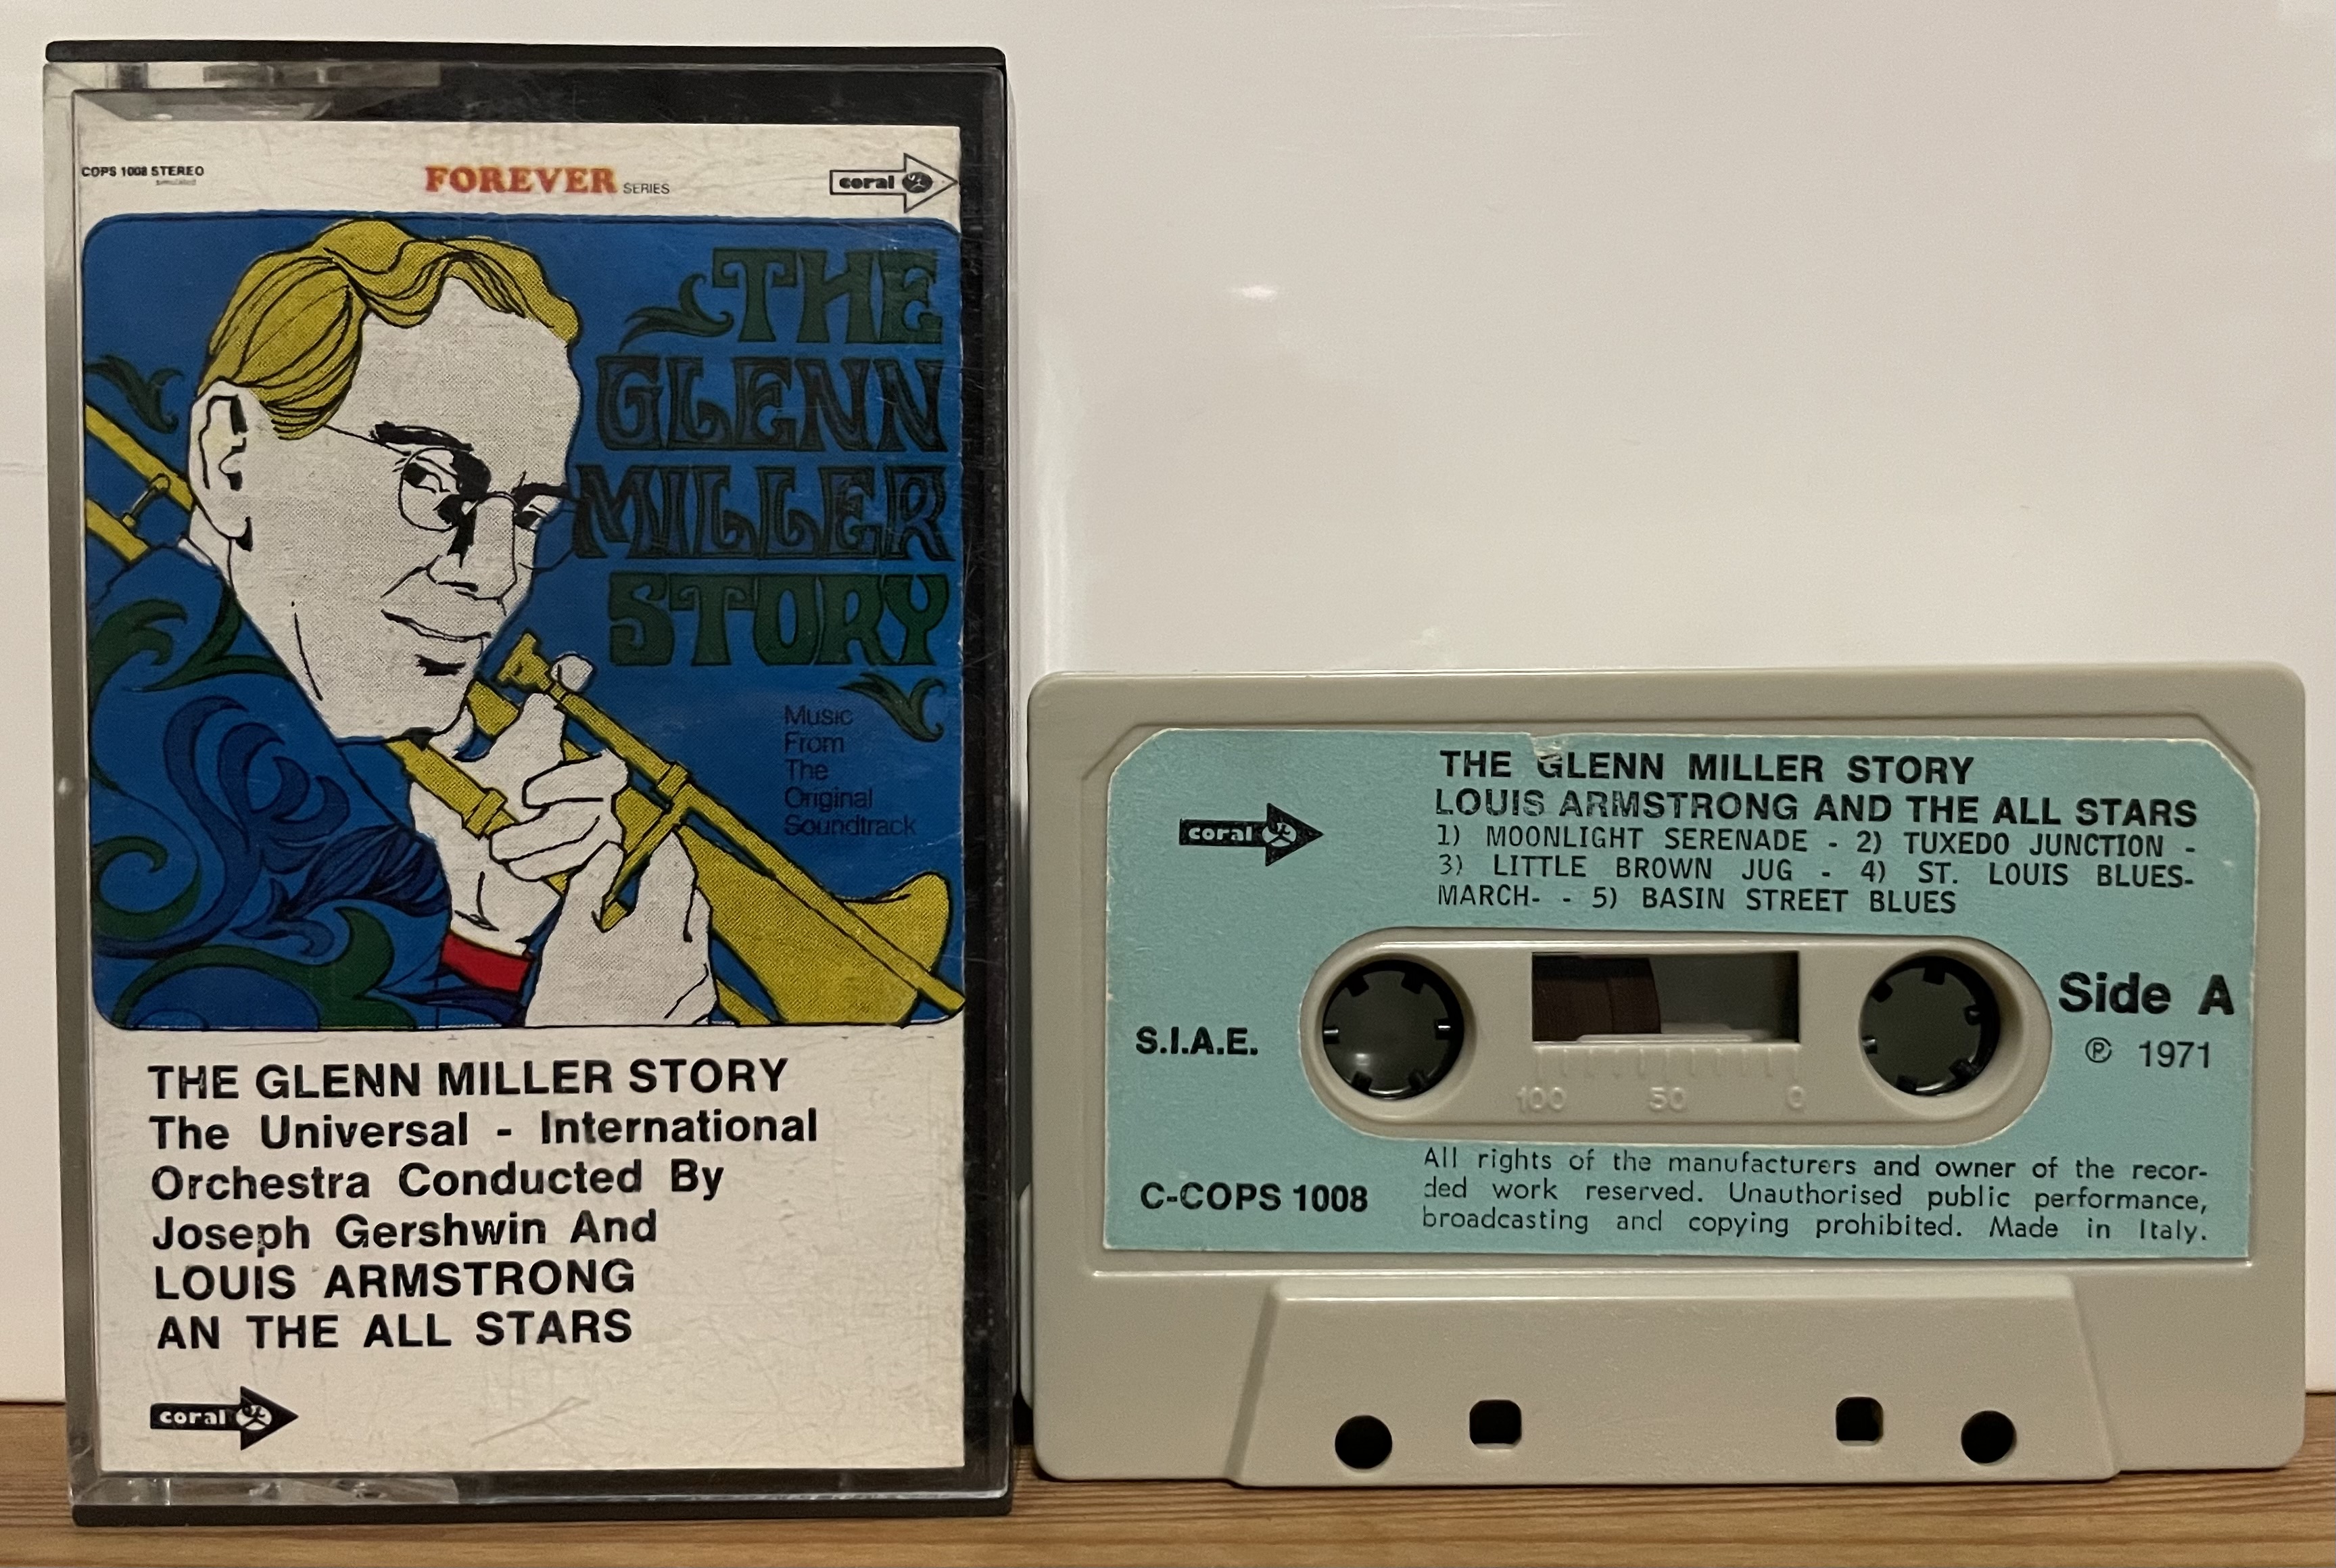 COPS 1008 STEREO
simulated
FOREVER SERIES
coral
THE
GLENN
MILLER
STORY
Music
From
The
Original
Soundtrack
THE GLENN MILLER STORY
The Universal - International
Orchestra Conducted By
Joseph Gershwin And
LOUIS ARMSTRONG
AN THE ALL STARS
coral
THE GLENN MILLER STORY
LOUIS ARMSTRONG AND THE ALL STARS
coral
1) MOONLIGHT SERENADE - 2) TUXEDO JUNCTION -
3) LITTLE BROWN JUG - 4) ST. LOUIS BLUES-
MARCH- - 5) BASIN STREET BLUES
Side A
S.I.A.E.
℗ 1971
100 50 0
C-COPS 1008
All rights of the manufacturers and owner of the recor-
ded work reserved. Unauthorised public performance,
broadcasting and copying prohibited. Made in Italy.